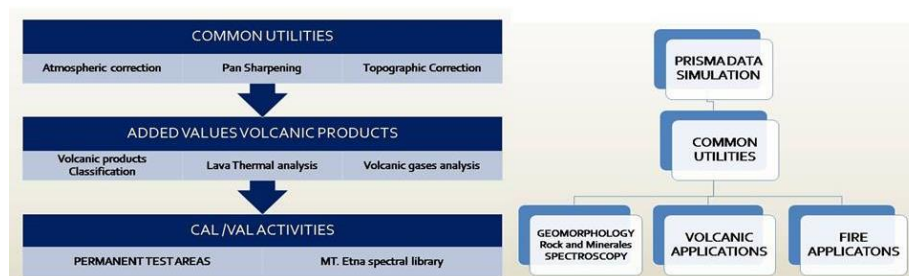 COMMON UTILITIES
Atmospheric correction
Pan Sharpening
Topographic Correction
ADDED VALUES VOLCANIC PRODUCTS
Volcanic products
Classification
Lava Thermal analysis
Volcanic gases analysis
CAL /VAL ACTIVITIES
PERMANENT TEST AREAS
MT. Etna spectral library
PRISMA DATA
SIMULATION
COMMON
UTILITIES
GEOMORPHOLOGY
Rock and Minerales
SPECTROSCOPY
VOLCANIC
APPLICATIONS
FIRE
APPLICATONS